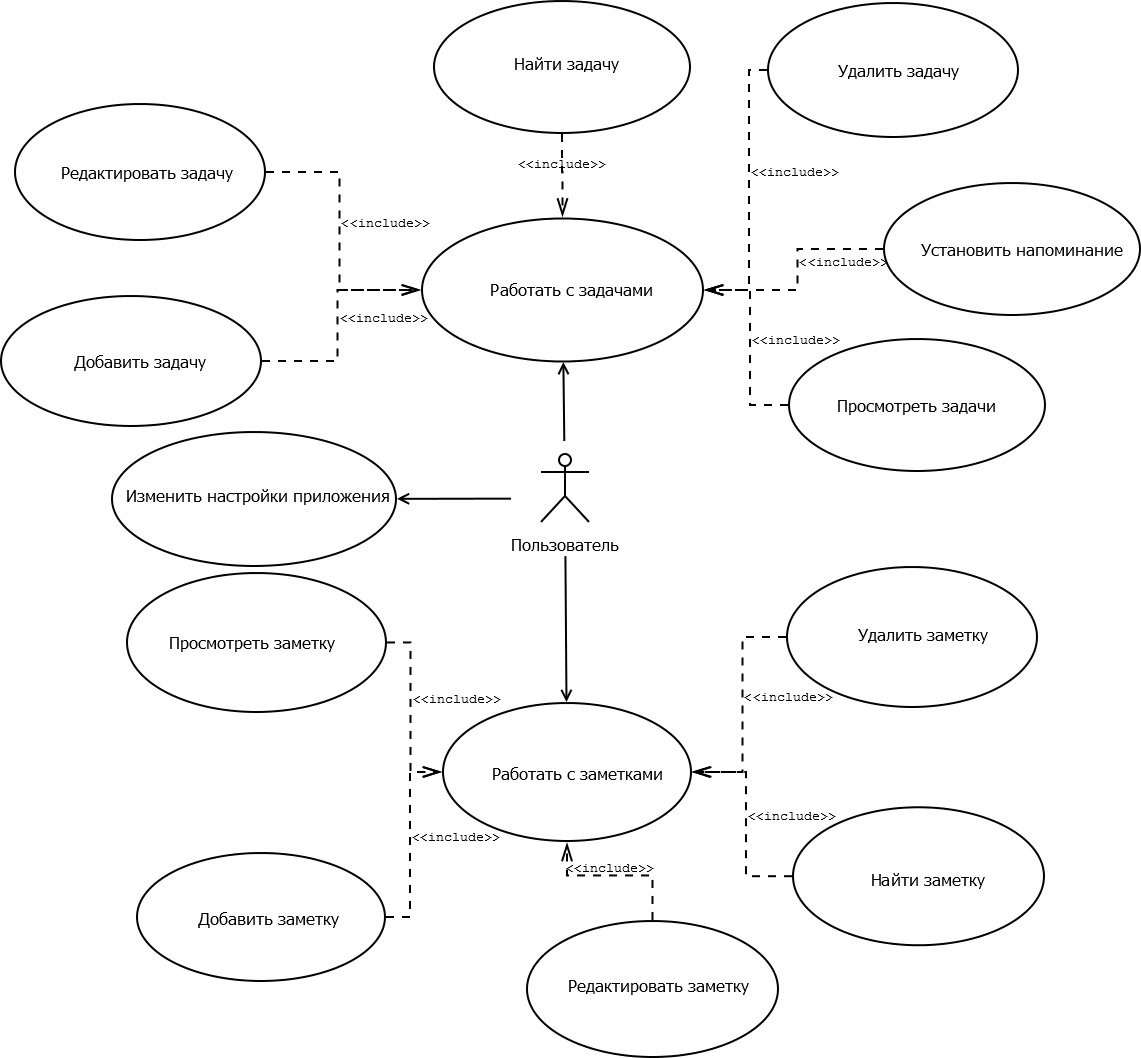 Найти задачу
Удалить задачу
<<include>>
Редактировать задачу
<<include>>
<<include>>
Установить напоминание
<<include>>
Работать с задачами
<<include>>
<<include>>
Добавить задачу
Просмотреть задачи
Изменить настройки приложения
Пользователь
Удалить заметку
Просмотреть заметку
<<include>>
<<include>>
Работать с заметками
<<include>>
<<include>>
<<include>>
Найти заметку
Добавить заметку
Редактировать заметку